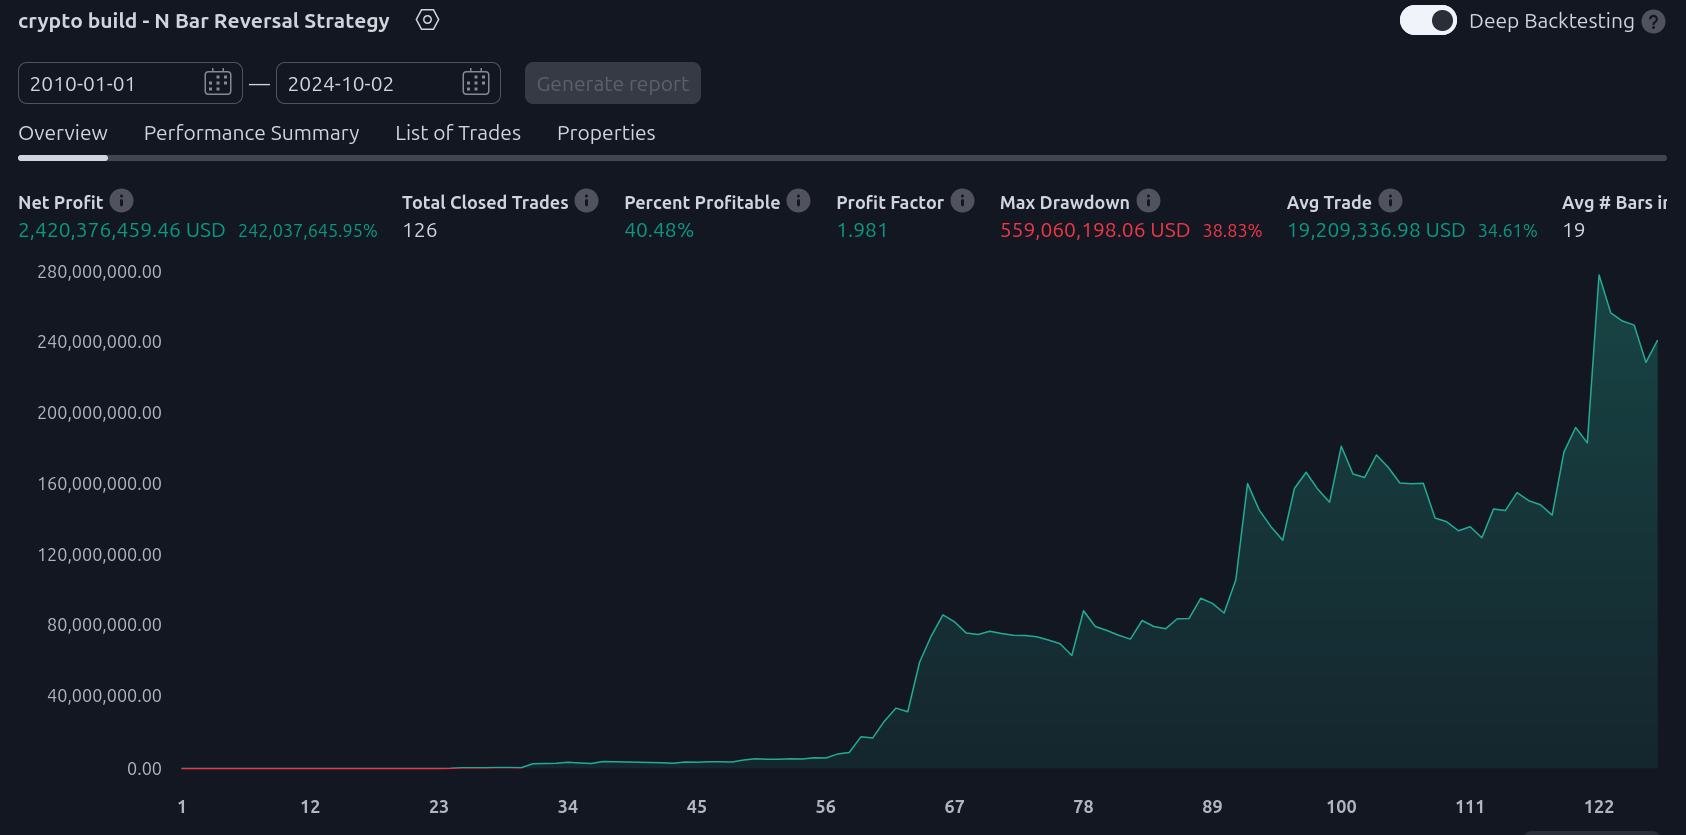 crypto build - N Bar Reversal Strategy
Deep Backtesting ?
2010-01-01 — 2024-10-02 Generate report
Overview Performance Summary List of Trades Properties
Net Profit Total Closed Trades Percent Profitable Profit Factor Max Drawdown Avg Trade Avg # Bars in
2,420,376,459.46 USD 242,037,645.95% 126 40.48% 1.981 559,060,198.06 USD 38.83% 19,209,336.98 USD 34.61% 19
280,000,000.00
240,000,000.00
200,000,000.00
160,000,000.00
120,000,000.00
80,000,000.00
40,000,000.00
0.00
1 12 23 34 45 56 67 78 89 100 111 122